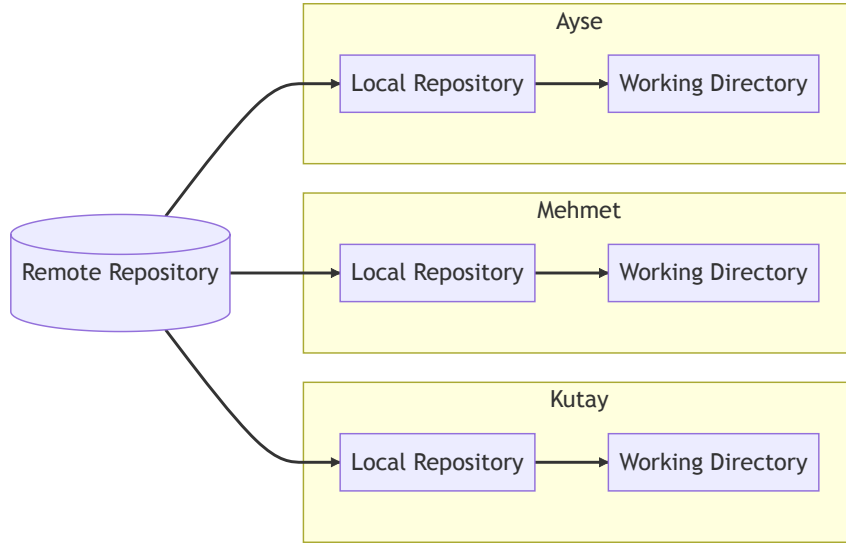 Ayse
Local Repository
Working Directory
Mehmet
Remote Repository
Local Repository
Working Directory
Kutay
Local Repository
Working Directory